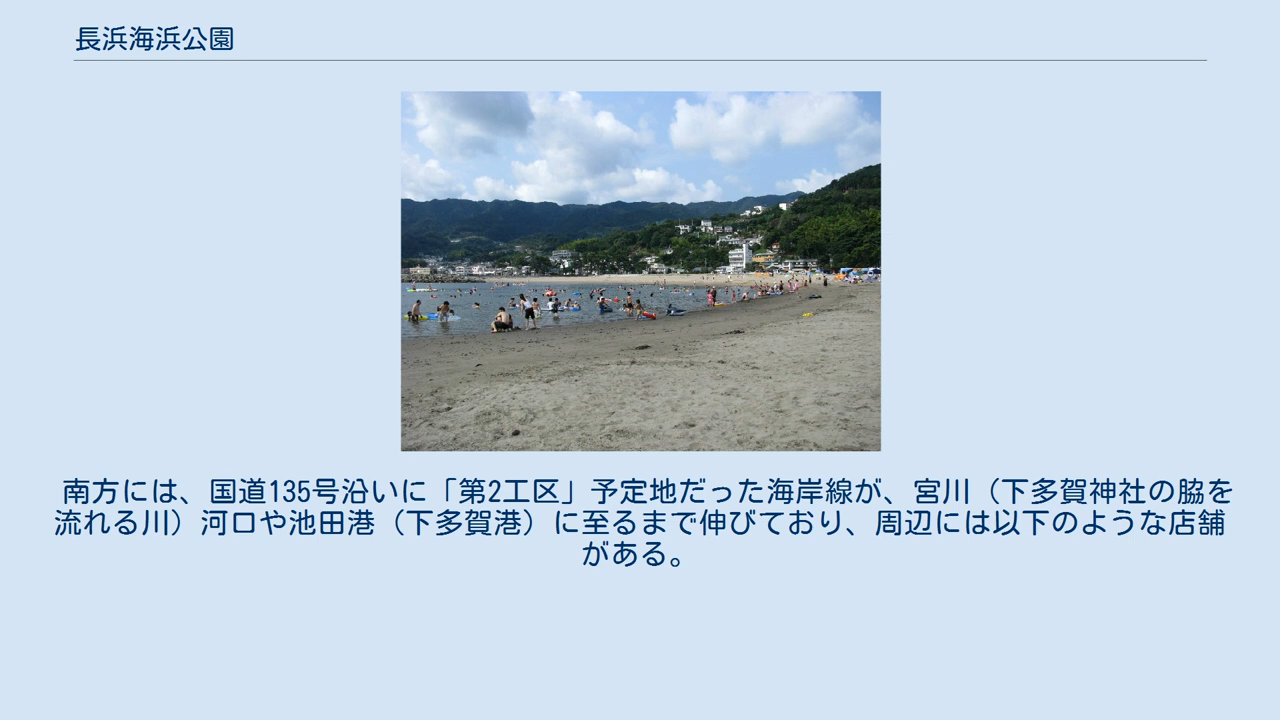 長浜海浜公園
南方には、国道135号沿いに「第2工区」予定地だった海岸線が、宮川（下多賀神社の脇を
流れる川）河口や池田港（下多賀港）に至るまで伸びており、周辺には以下のような店舗
がある。